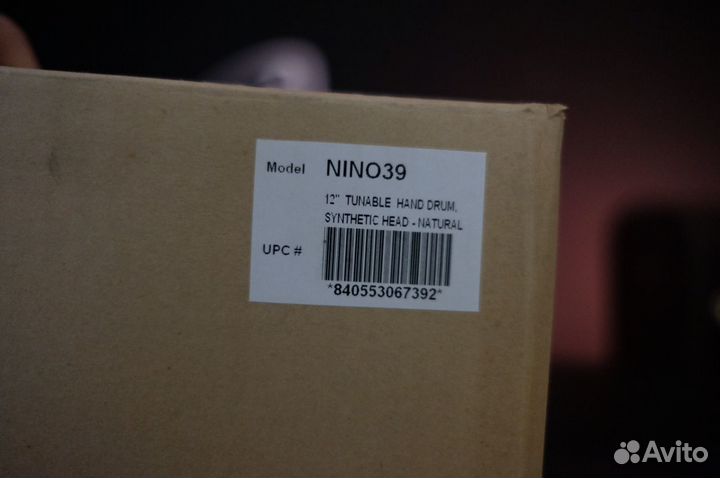 Model NINO39
12" TUNABLE HAND DRUM,
SYNTHETIC HEAD - NATURAL
UPC #
*840553067392*
Avito